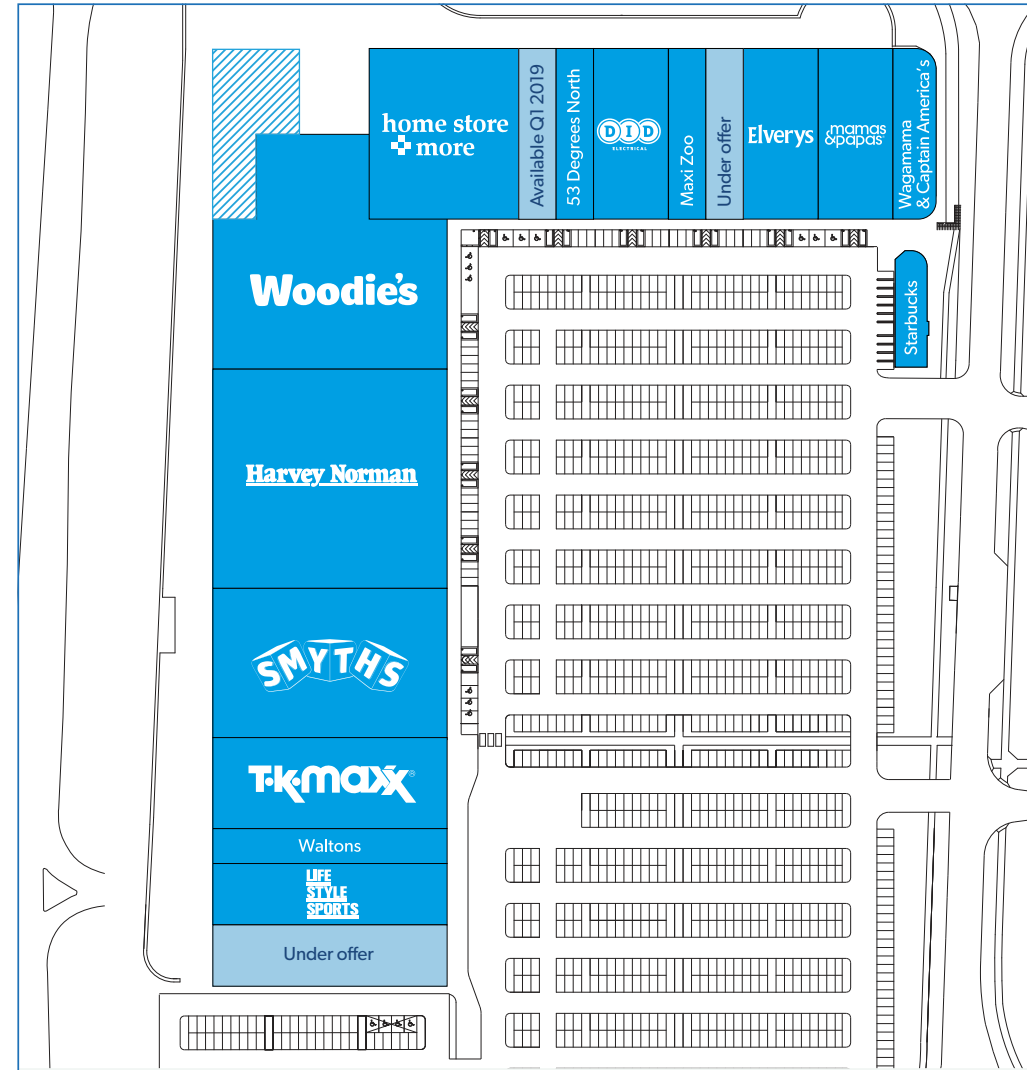 home store
+ more
Available Q1 2019
53 Degrees North
DID
ELECTRICAL
Maxi Zoo
Under offer
Elverys
mamas
&papas
Wagamama
& Captain America's
Starbucks
Woodie's
Harvey Norman
SMYTHS
T·K·maxx®
Waltons
LIFE
STYLE
SPORTS
Under offer